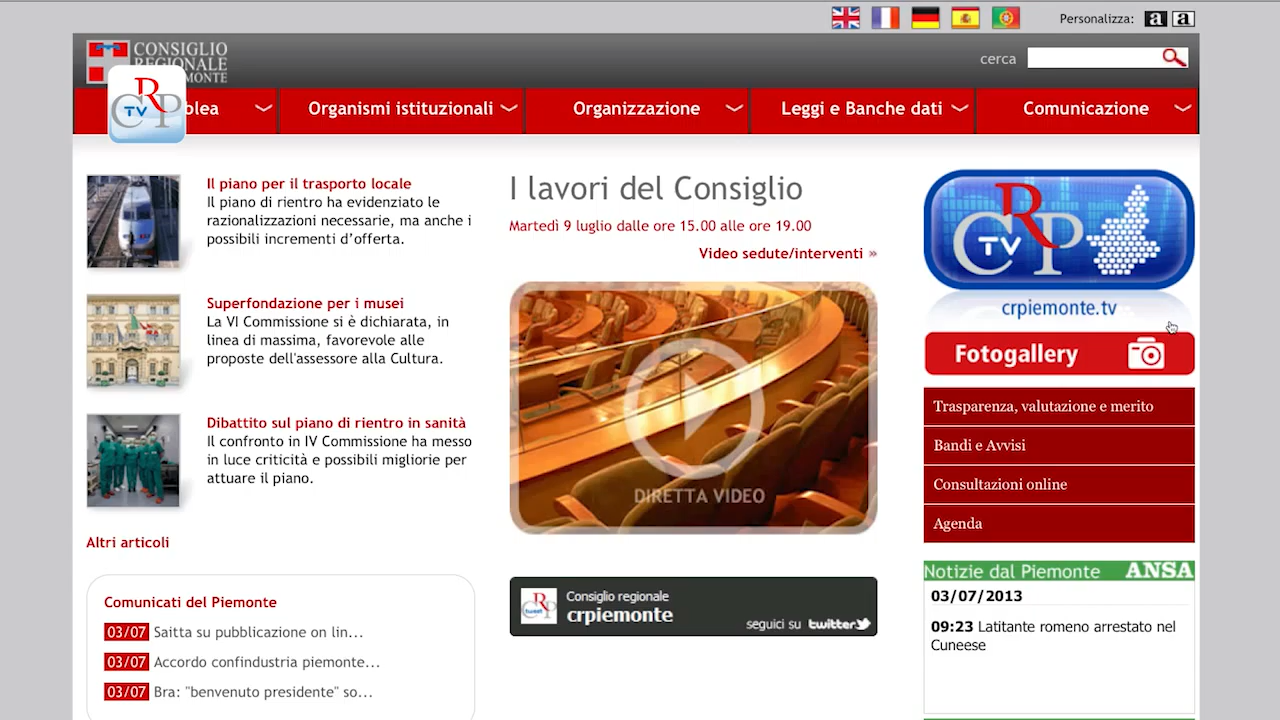 Personalizza: a a
CONSIGLIO
REGIONALE
MONTE
cerca
CRP TV
blea
Organismi istituzionali
Organizzazione
Leggi e Banche dati
Comunicazione
Il piano per il trasporto locale
Il piano di rientro ha evidenziato le
razionalizzazioni necessarie, ma anche i
possibili incrementi d’offerta.
Superfondazione per i musei
La VI Commissione si è dichiarata, in
linea di massima, favorevole alle
proposte dell'assessore alla Cultura.
Dibattito sul piano di rientro in sanità
Il confronto in IV Commissione ha messo
in luce criticità e possibili migliorie per
attuare il piano.
Altri articoli
Comunicati del Piemonte
03/07 Saitta su pubblicazione on lin...
03/07 Accordo confindustria piemonte...
03/07 Bra: "benvenuto presidente" so...
I lavori del Consiglio
Martedì 9 luglio dalle ore 15.00 alle ore 19.00
Video sedute/interventi »
DIRETTA VIDEO
Consiglio regionale
crpiemonte
seguici su twitter
CRP TV
crpiemonte.tv
Fotogallery
Trasparenza, valutazione e merito
Bandi e Avvisi
Consultazioni online
Agenda
Notizie dal Piemonte ANSA
03/07/2013
09:23 Latitante romeno arrestato nel
Cuneese